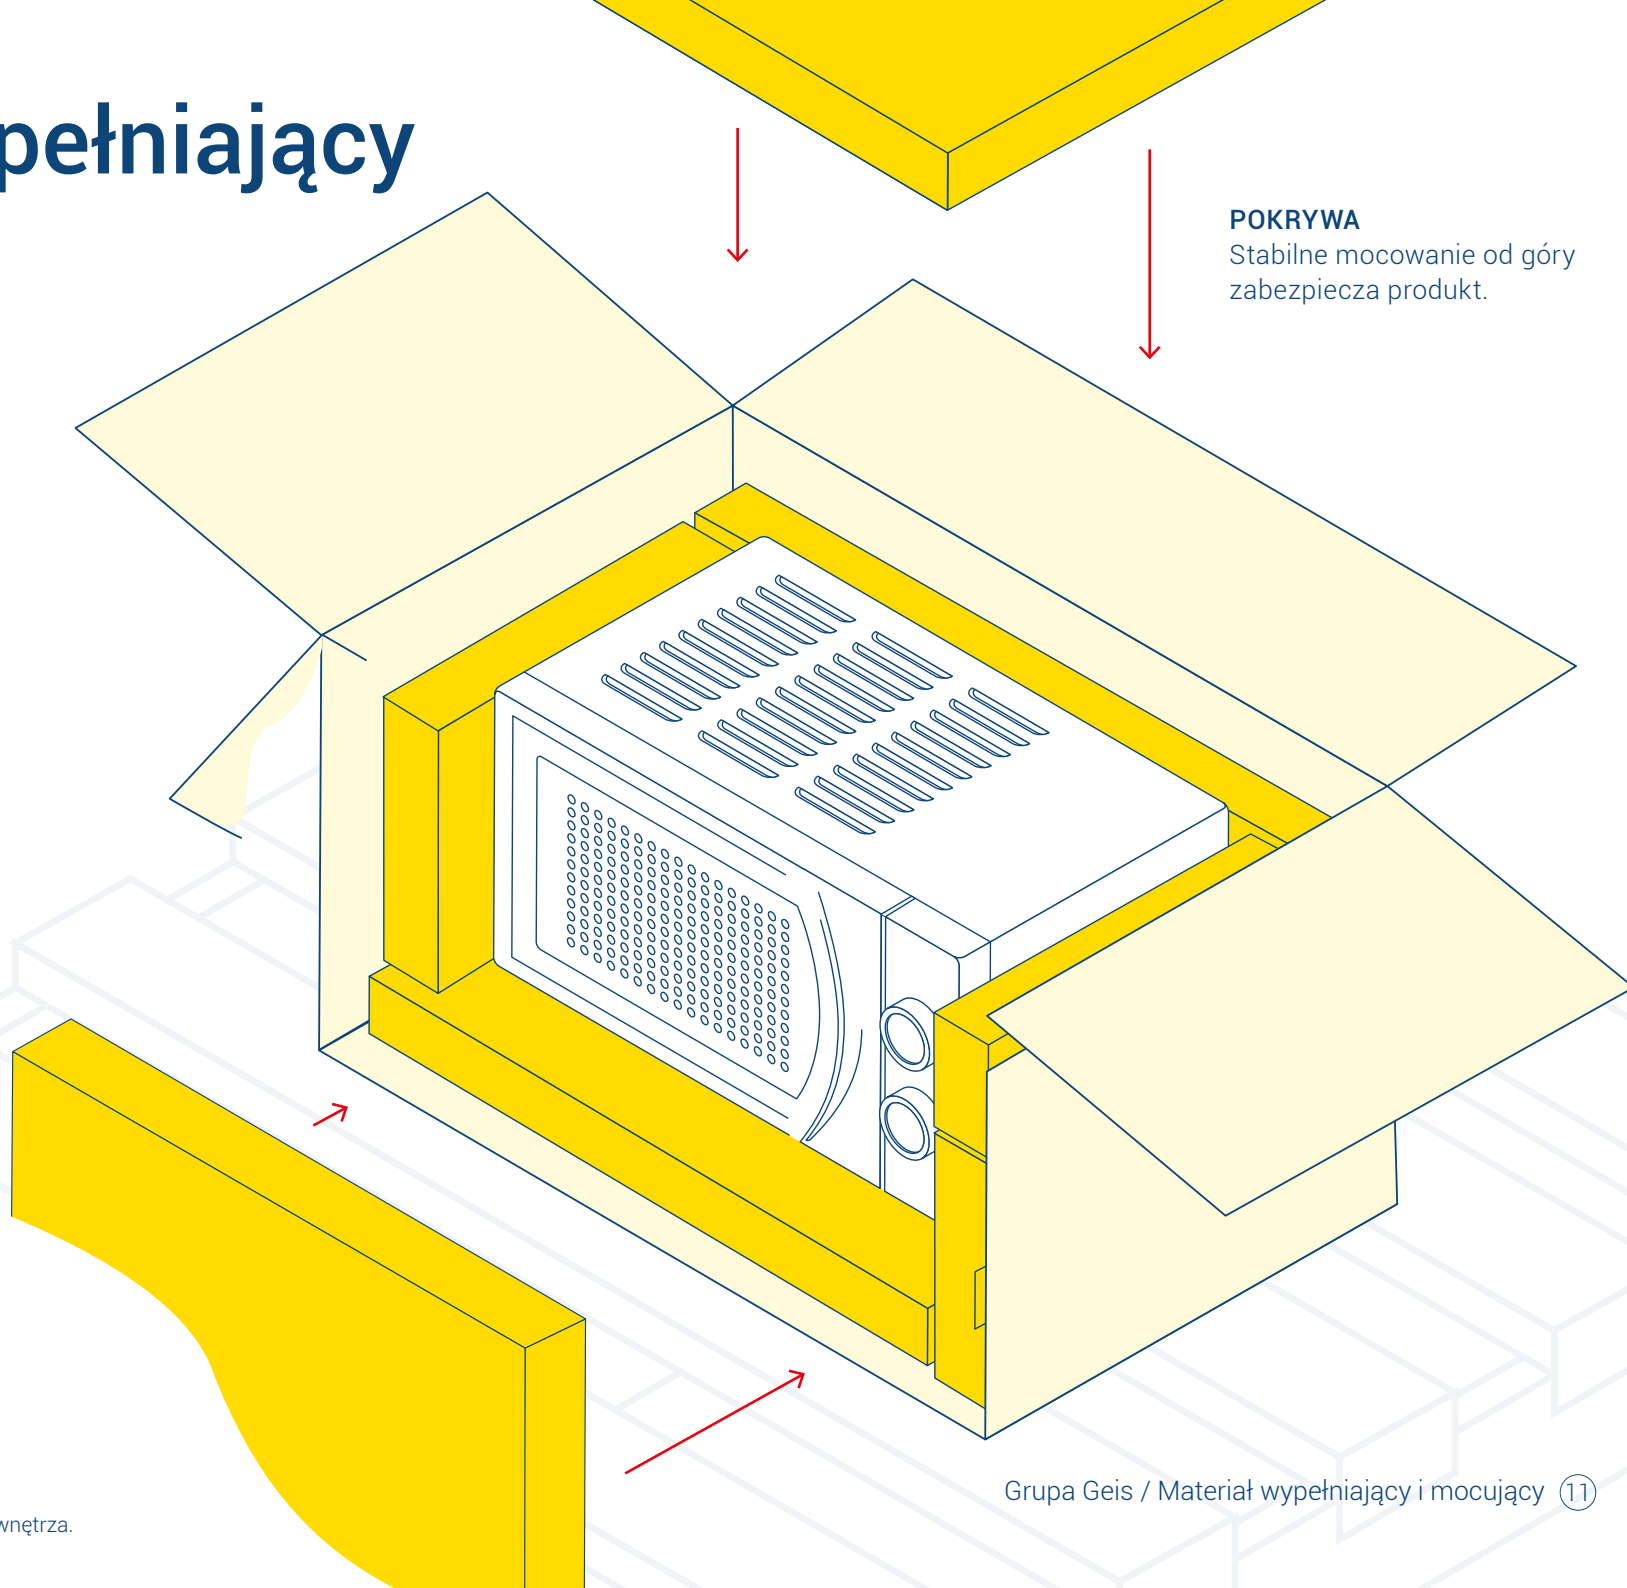 pełniający
POKRYWA
Stabilne mocowanie od góry
zabezpiecza produkt.
Grupa Geis / Materiał wypełniający i mocujący 11
wnętrza.